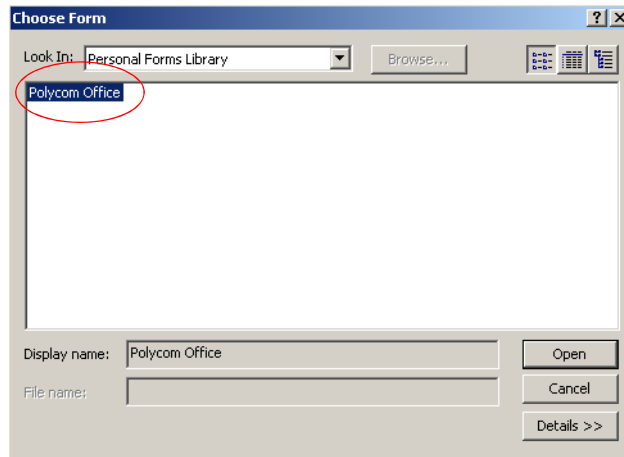 Choose Form
Look In: Personal Forms Library Browse...
Polycom Office
Display name: Polycom Office Open
File name: Cancel
Details >>